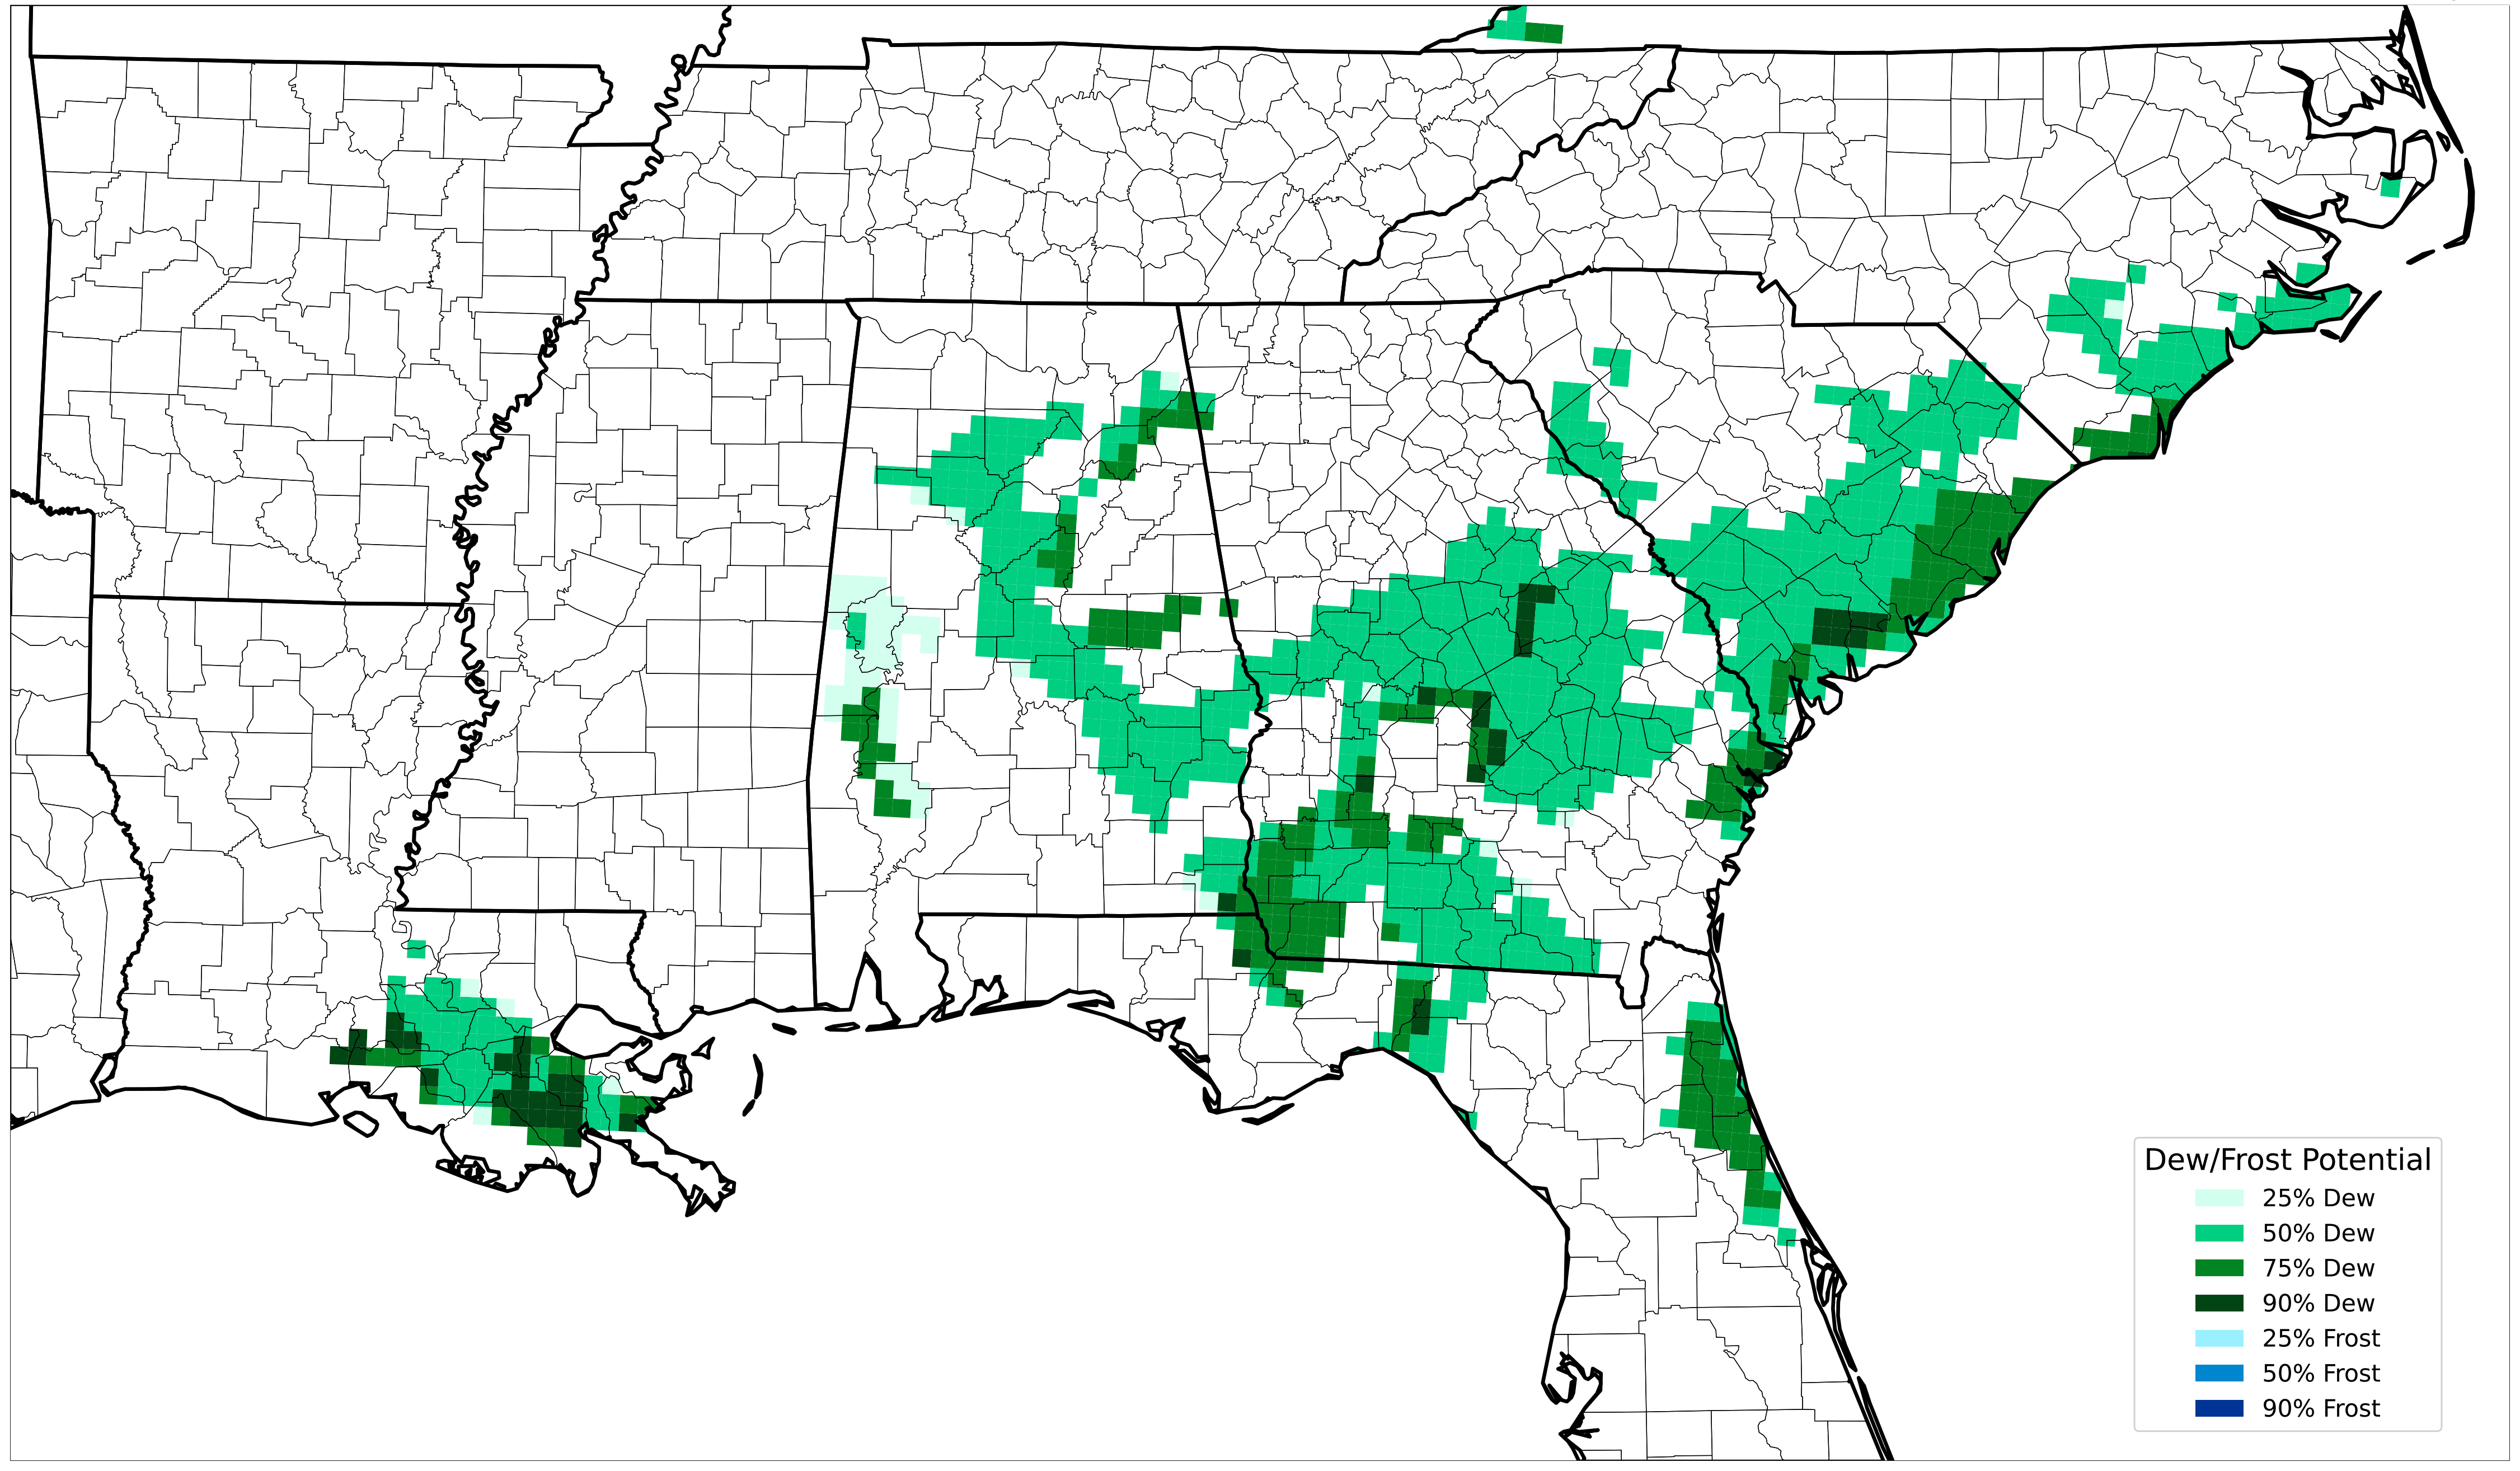 Dew/Frost Potential
25% Dew
50% Dew
75% Dew
90% Dew
25% Frost
50% Frost
90% Frost